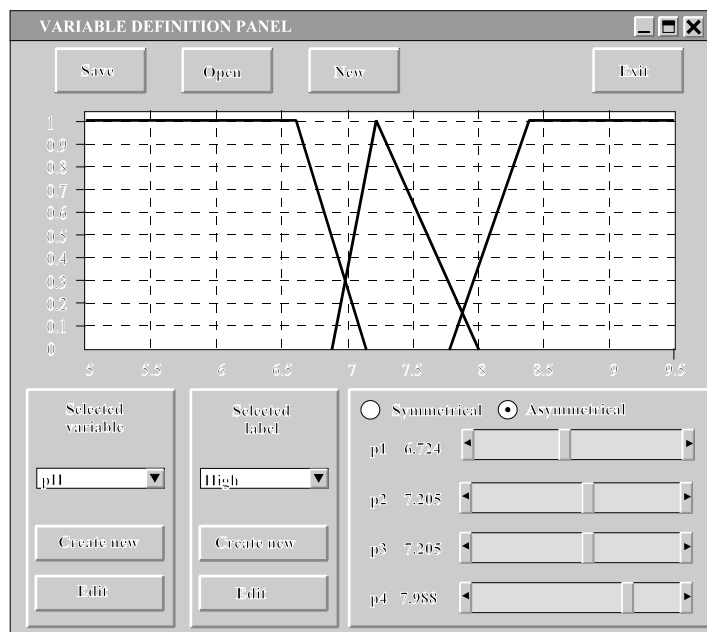 VARIABLE DEFINITION PANEL
Save Open New Exit
1
0.9
0.8
0.7
0.6
0.5
0.4
0.3
0.2
0.1
0
5 5.5 6 6.5 7 7.5 8 8.5 9 9.5
Selected
variable
pH
Create new
Edit
Selected
label
High
Create new
Edit
Symmetrical Asymmetrical
p1 6.724
p2 7.205
p3 7.205
p4 7.988